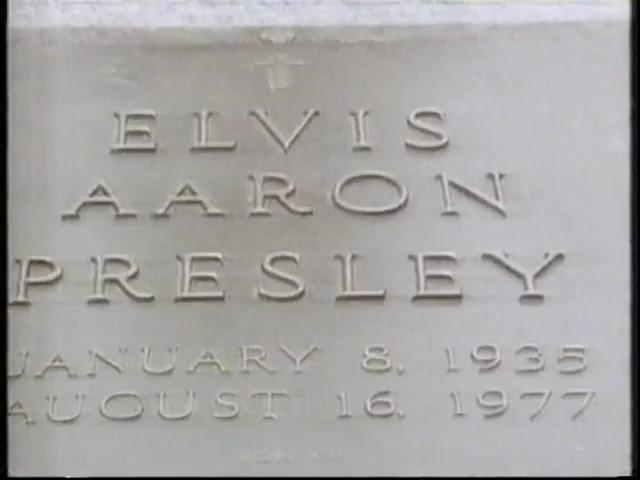 ELVIS
AARON
PRESLEY
JANUARY 8, 1935
AUGUST 16, 1977